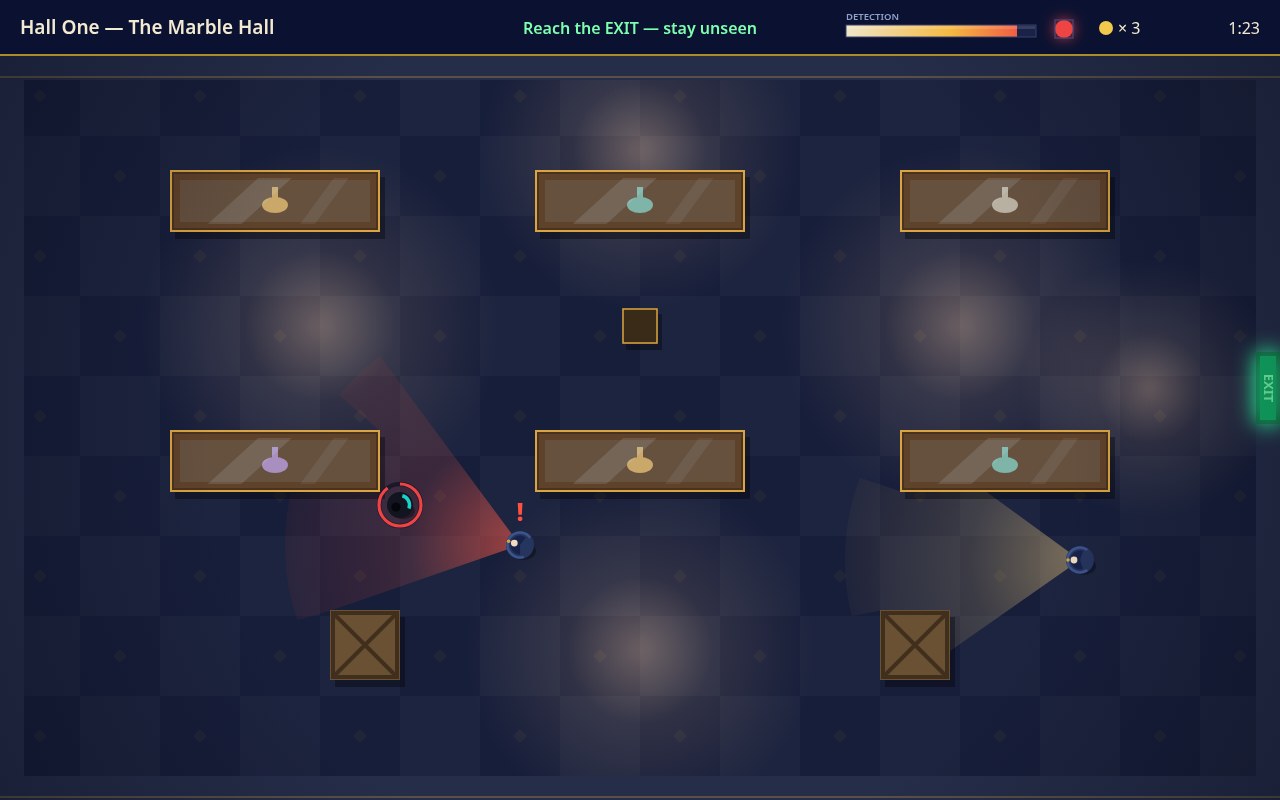 Hall One — The Marble Hall
Reach the EXIT — stay unseen
DETECTION
× 3
1:23
EXIT
!